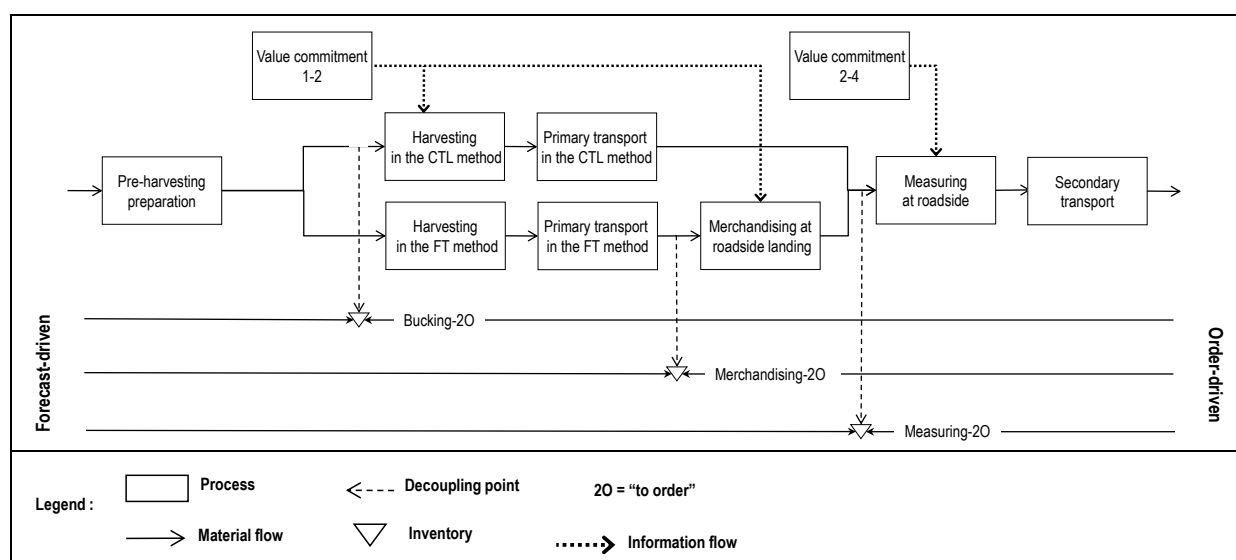 Value commitment
1-2
Value commitment
2-4
Harvesting
in the CTL method
Primary transport
in the CTL method
Pre-harvesting
preparation
Measuring
at roadside
Secondary
transport
Harvesting
in the FT method
Primary transport
in the FT method
Merchandising at
roadside landing
Forecast-driven
Bucking-2O
Merchandising-2O
Measuring-2O
Order-driven
Legend :
Process
Decoupling point
2O = “to order”
Material flow
Inventory
Information flow